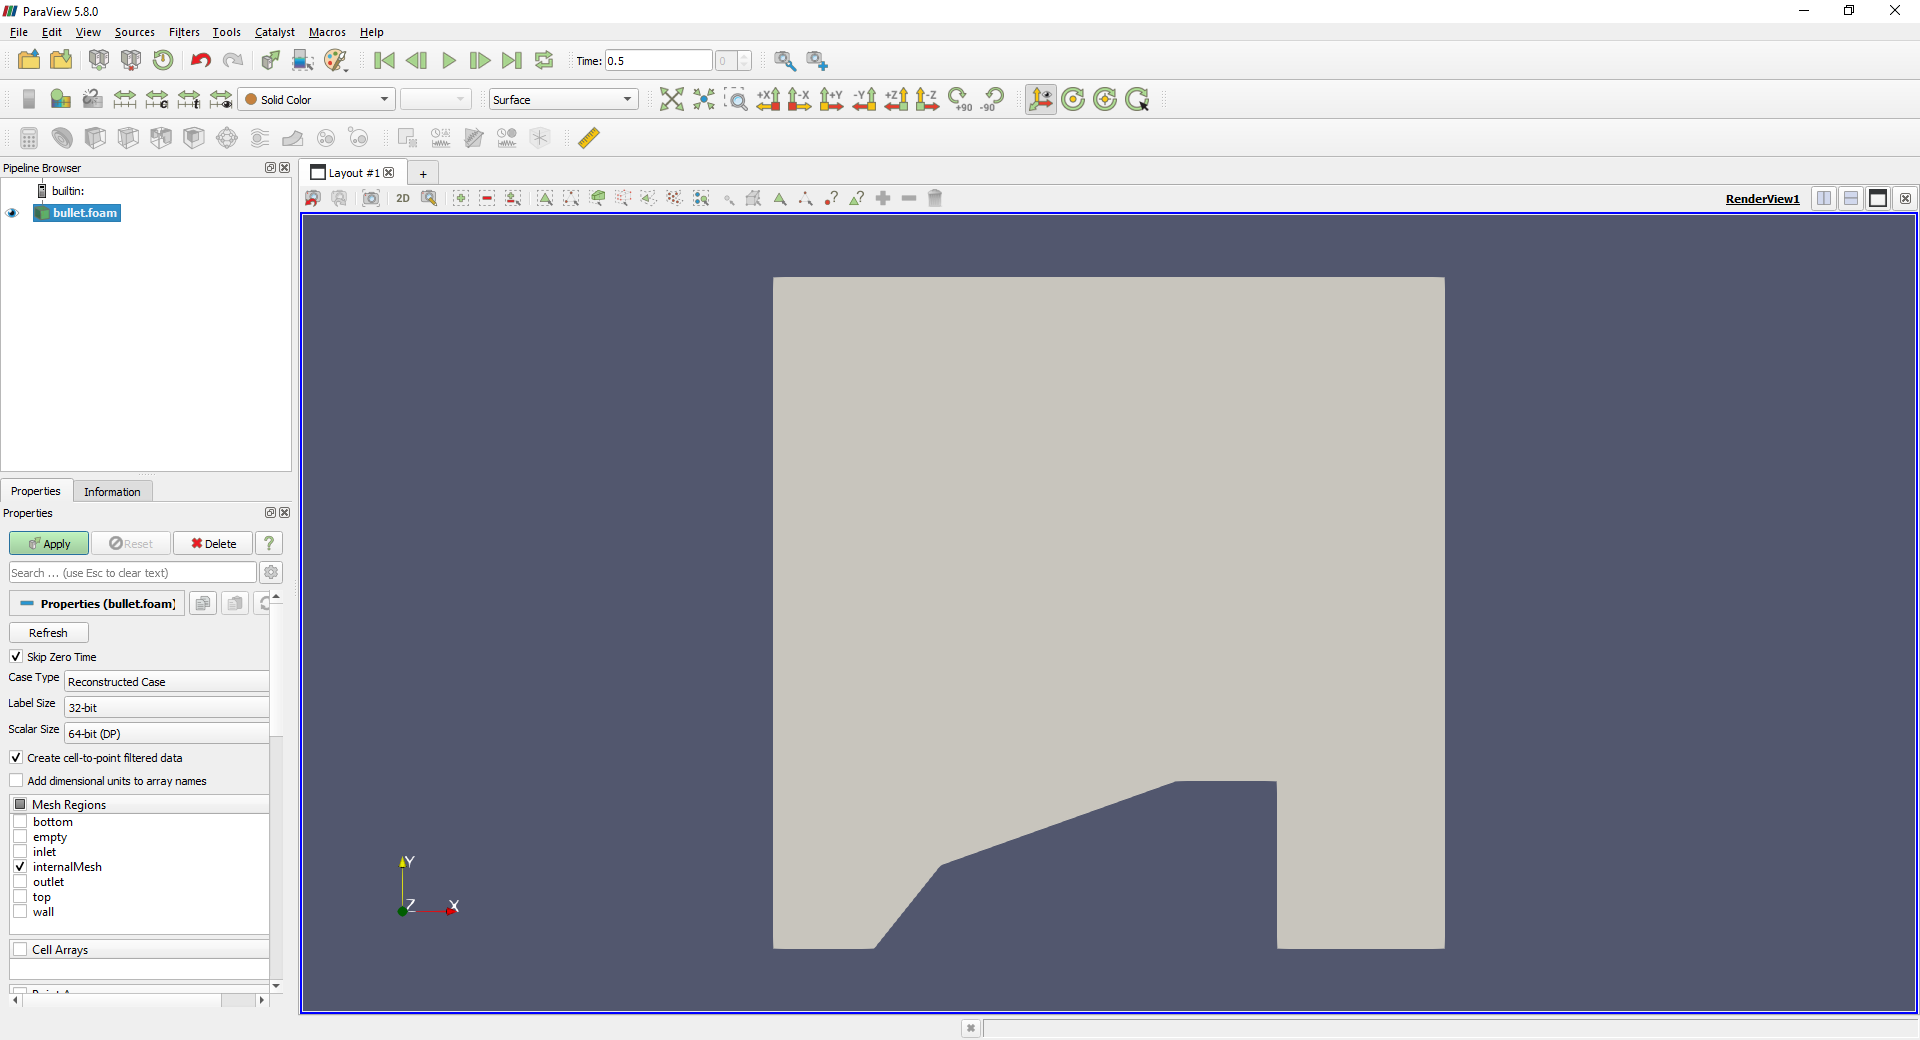 ParaView 5.8.0
File Edit View Sources Filters Tools Catalyst Macros Help
Time: 0.5 0
Solid Color Surface +X -X +Y -Y +Z -Z +90 -90
Pipeline Browser
builtin:
bullet.foam
Layout #1 +
2D RenderView1
Properties Information
Properties
Apply Reset Delete ?
Search ... (use Esc to clear text)
Properties (bullet.foam)
Refresh
Skip Zero Time
Case Type Reconstructed Case
Label Size 32-bit
Scalar Size 64-bit (DP)
Create cell-to-point filtered data
Add dimensional units to array names
Mesh Regions
bottom
empty
inlet
internalMesh
outlet
top
wall
Cell Arrays
Y
Z X